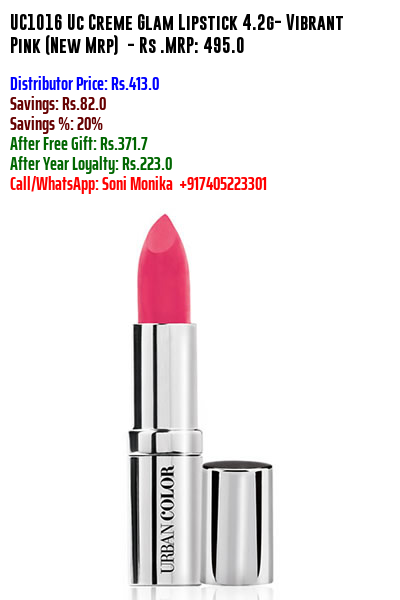 UC1016 Uc Creme Glam Lipstick 4.2g- Vibrant
Pink (New Mrp)  - Rs .MRP: 495.0
Distributor Price: Rs.413.0
Savings: Rs.82.0
Savings %: 20%
After Free Gift: Rs.371.7
After Year Loyalty: Rs.223.0
Call/WhatsApp: Soni Monika  +917405223301
URBAN COLOR